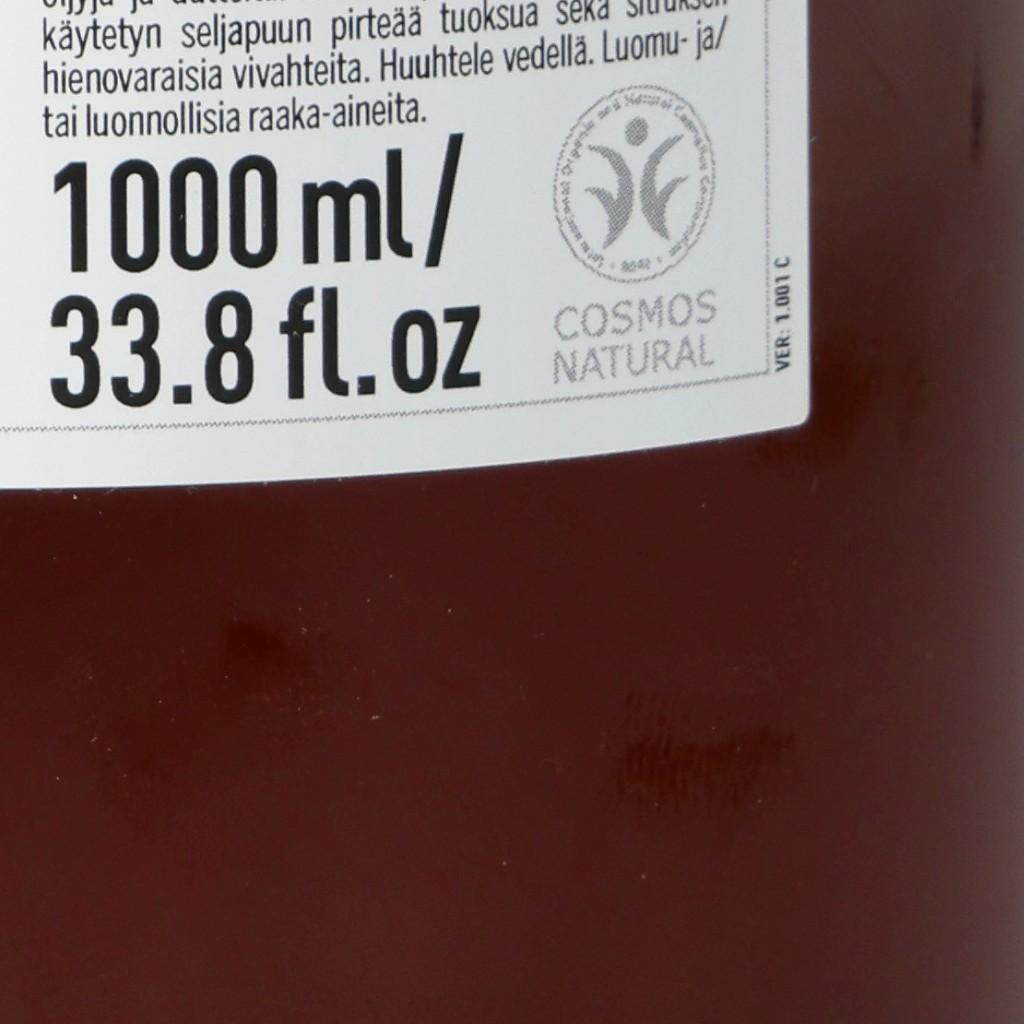 käytetyn seljapuun pirteää tuoksua sekä sitruksen
hienovaraisia vivahteita. Huuhtele vedellä. Luomu- ja/
tai luonnollisia raaka-aineita.
1000 ml/
33.8 fl.oz
COSMOS
NATURAL
VER: 1.001 C